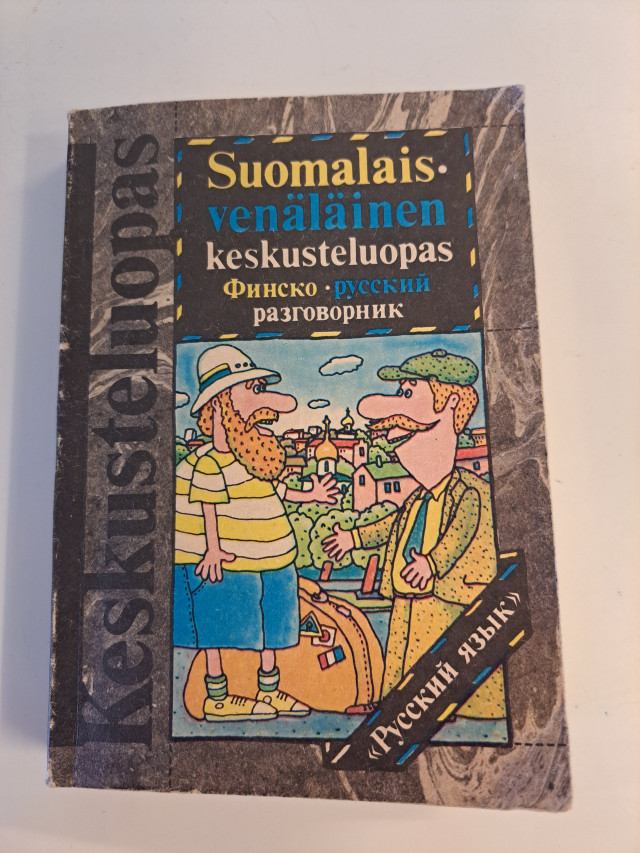 Keskusteluopas
Suomalais·
venäläinen
keskusteluopas
Финско·русский
разговорник
«Русский язык»